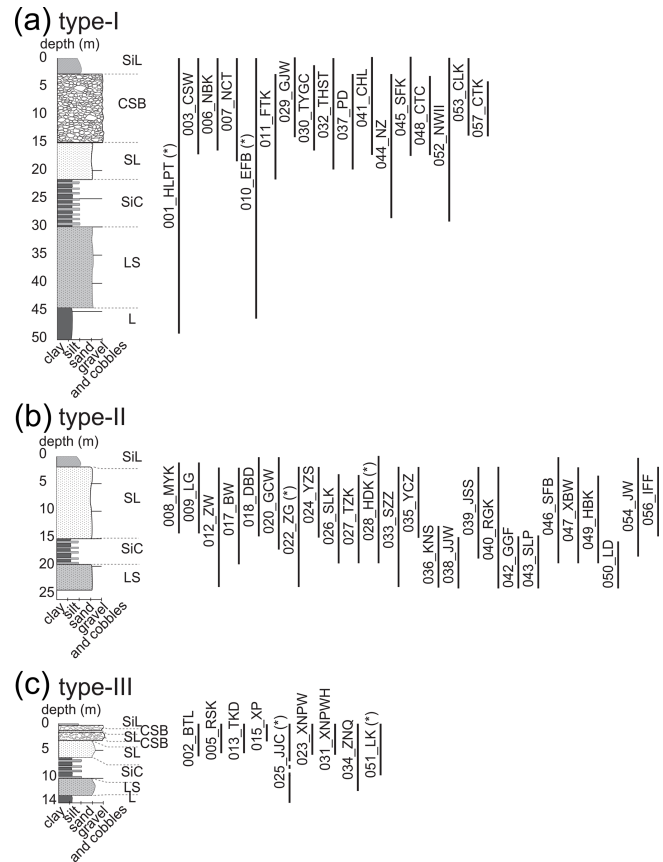 (a) type-I
depth (m)
0
5
10
15
20
25
30
35
40
45
50
SiL
CSB
SL
SiC
LS
L
clay
silt
sand
gravel
and cobbles
001_HLPT (*)
003_CSW
006_NBK
007_NCT
010_EFB (*)
011_FTK
029_GJW
030_TYGC
032_THST
037_PD
041_CHL
044_NZ
045_SFK
048_CTC
052_NWII
053_CLK
057_CTK
(b) type-II
depth (m)
0
5
10
15
20
25
SiL
SL
SiC
LS
clay
silt
sand
gravel
and cobbles
008_MYK
009_LG
012_ZW
017_BW
018_DBD
020_GCW
022_ZG (*)
024_YZS
026_SLK
027_TZK
028_HDK (*)
033_SZZ
035_YCZ
036_KNS
038_JJW
039_JSS
040_RGK
042_GGF
043_SLP
046_SFB
047_XBW
049_HBK
050_LD
054_JW
056_IFF
(c) type-III
depth (m)
0
5
10
14
SiL
CSB
SL
CSB
SL
SiC
LS
L
clay
silt
sand
gravel
and cobbles
002_BTL
005_RSK
013_TKD
015_XP
025_JJC (*)
023_XNPW
031_XNPWH
034_ZNQ
051_LK (*)